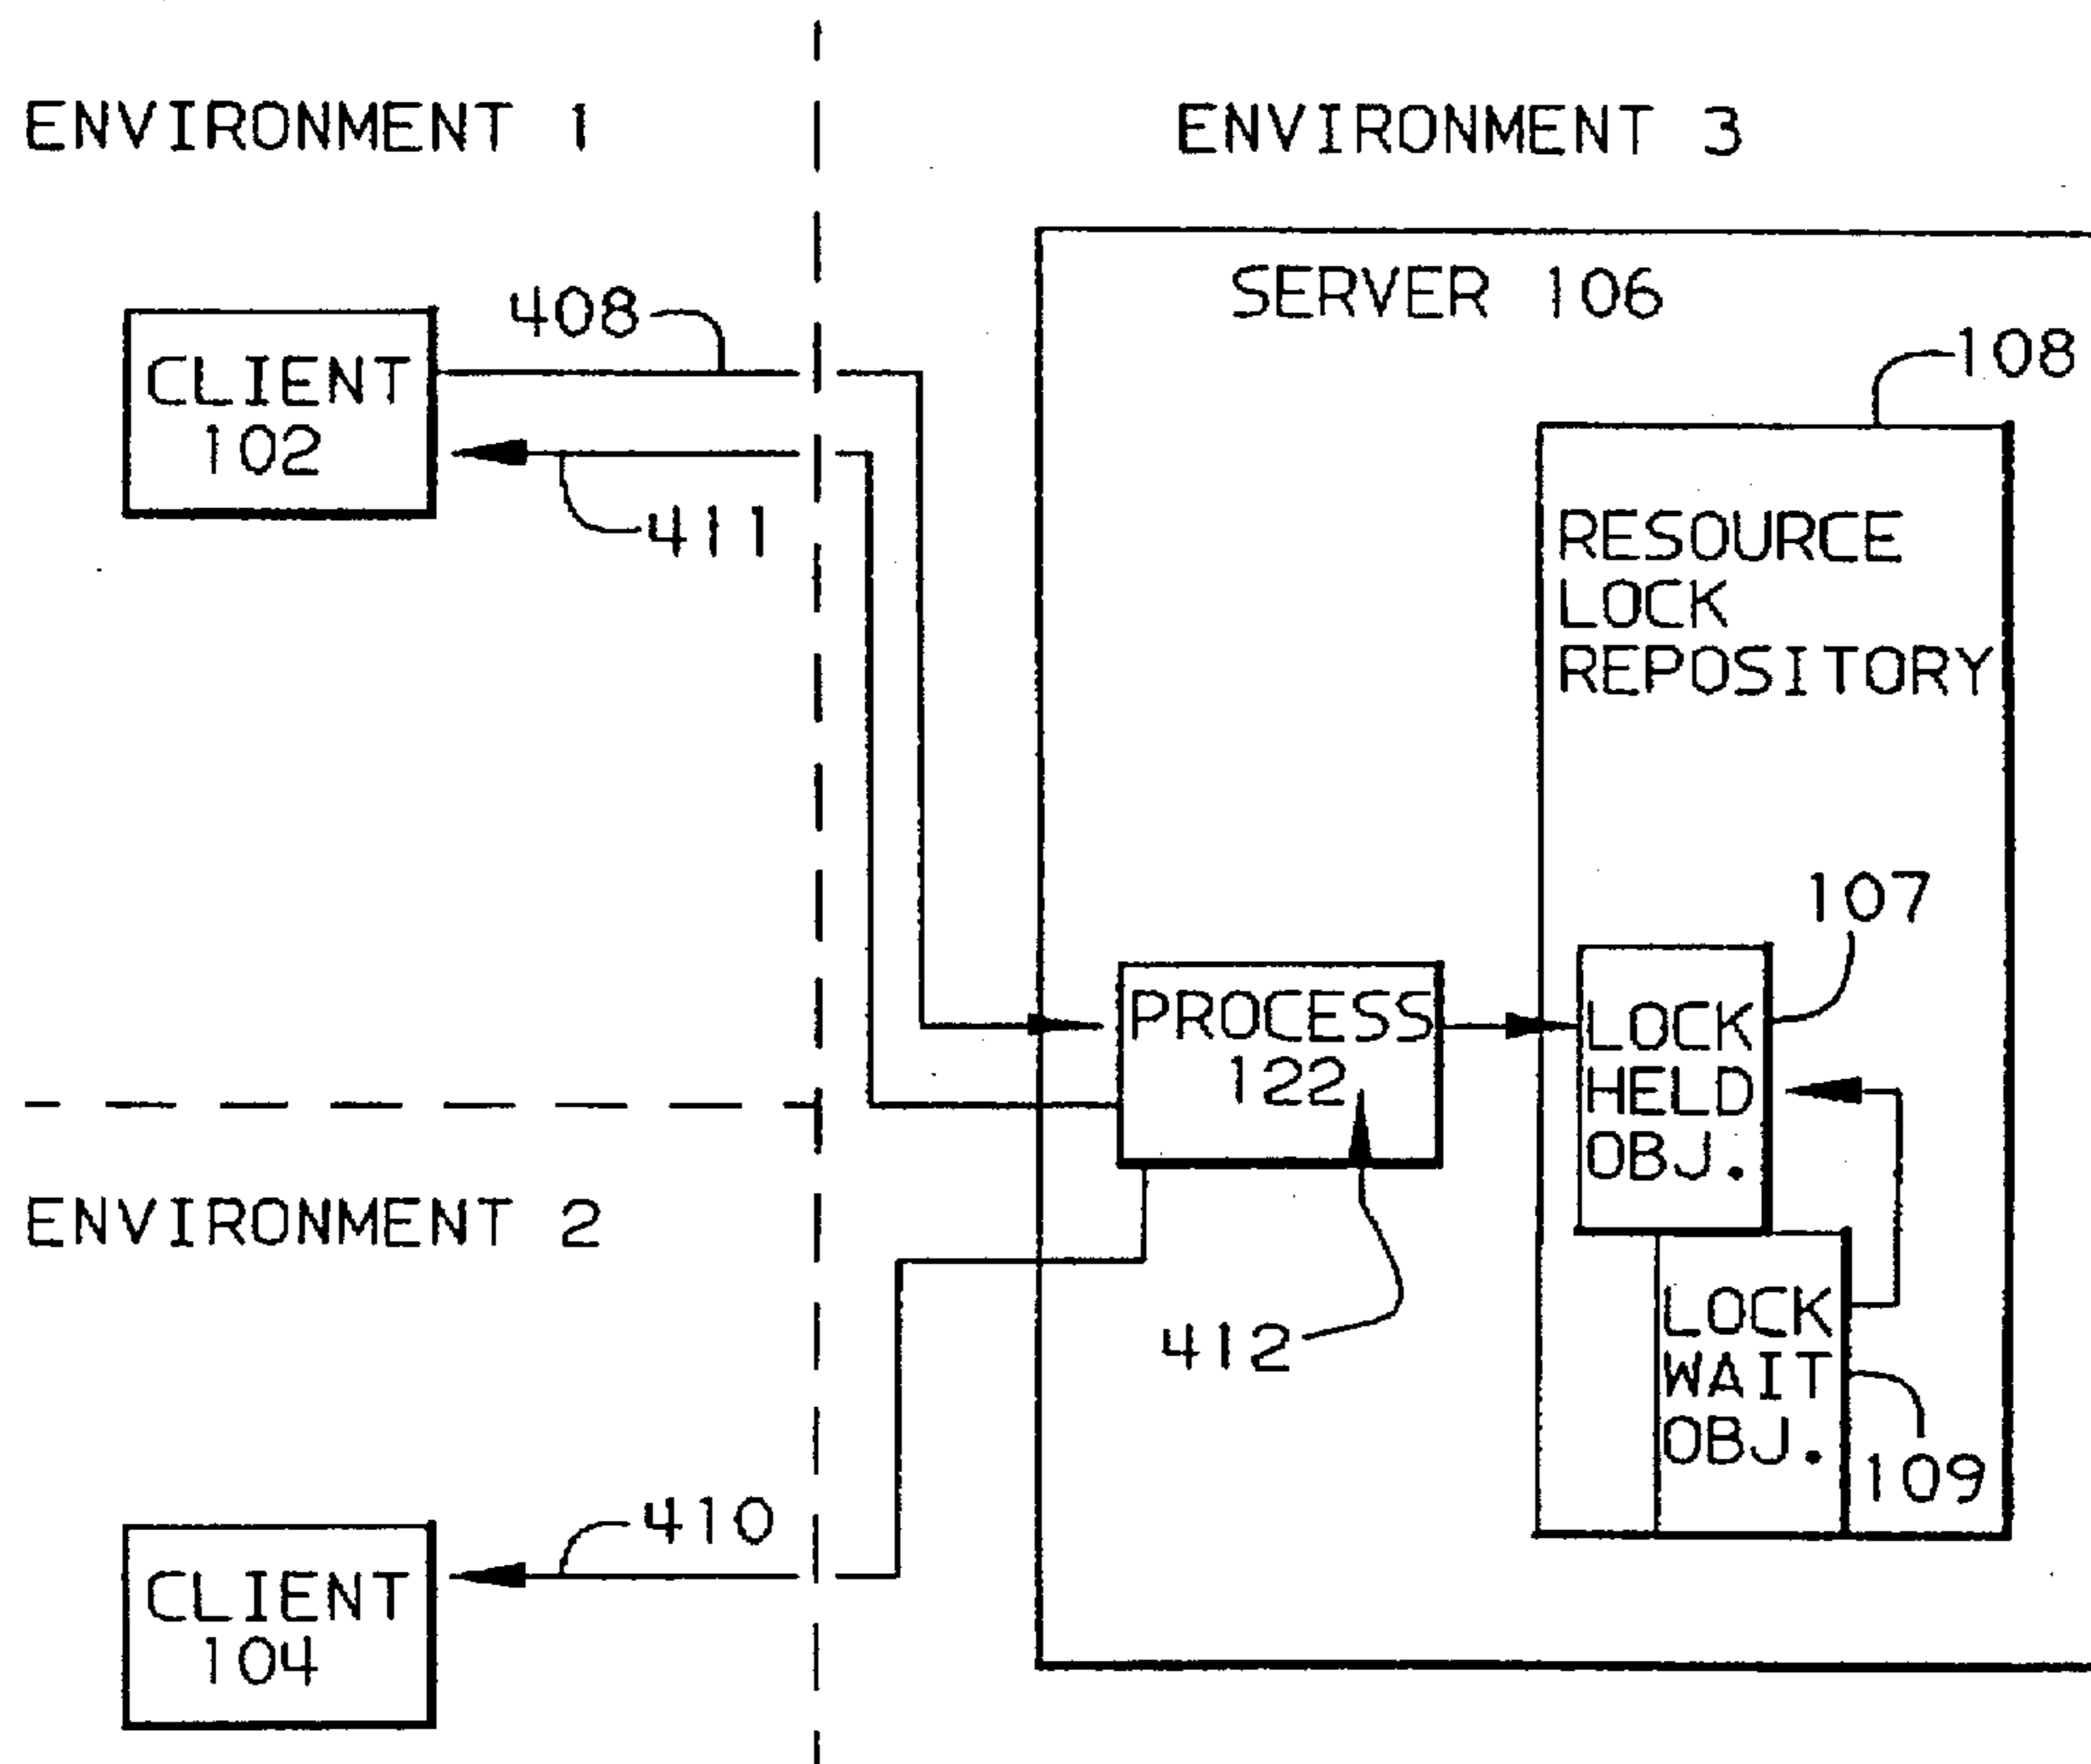 ENVIRONMENT 1
ENVIRONMENT 3
SERVER 106
408
108
CLIENT
102
411
RESOURCE
LOCK
REPOSITORY
107
PROCESS
122
LOCK
HELD
OBJ.
ENVIRONMENT 2
412
LOCK
WAIT
OBJ.
109
410
CLIENT
104